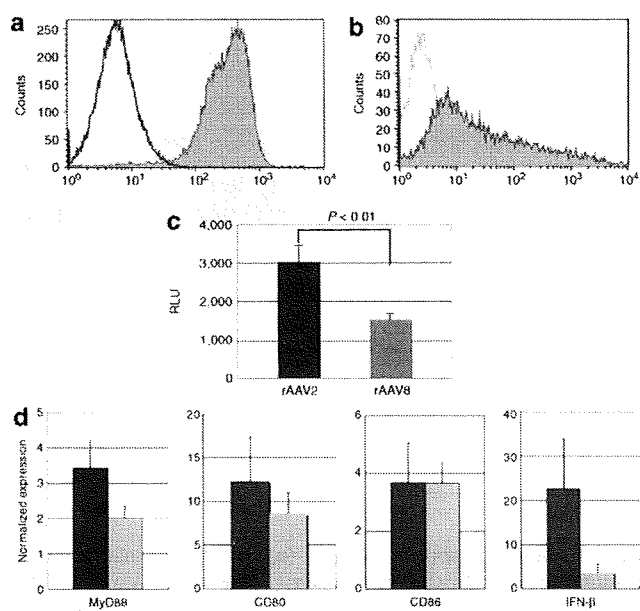 a
250
200
150
100
50
0
Counts
10⁰ 10¹ 10² 10³ 10⁴
b
80
70
60
50
40
30
20
10
0
Counts
10⁰ 10¹ 10² 10³ 10⁴
c
P < 0.01
4,000
3,000
2,000
1,000
0
RLU
rAAV2 rAAV8
d
Normalized expression
5
4
3
2
1
0
MyD88
20
15
10
5
0
CD80
6
4
2
0
CD86
40
30
20
10
0
IFN-β